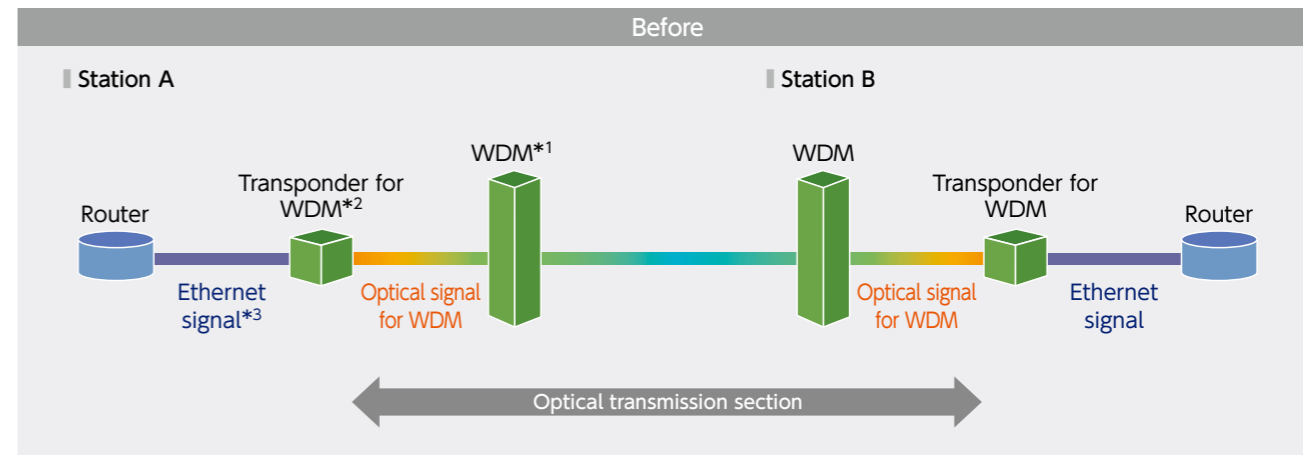 Before
Station A
Station B
WDM*1
WDM
Transponder for
WDM*2
Transponder for
WDM
Router
Router
Ethernet
signal*3
Optical signal
for WDM
Optical signal
for WDM
Ethernet
signal
Optical transmission section